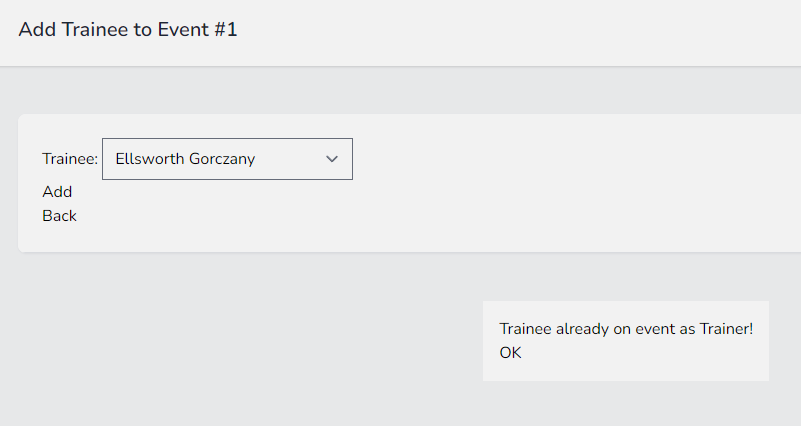 Add Trainee to Event #1
Trainee: Ellsworth Gorczany
Add
Back
Trainee already on event as Trainer!
OK